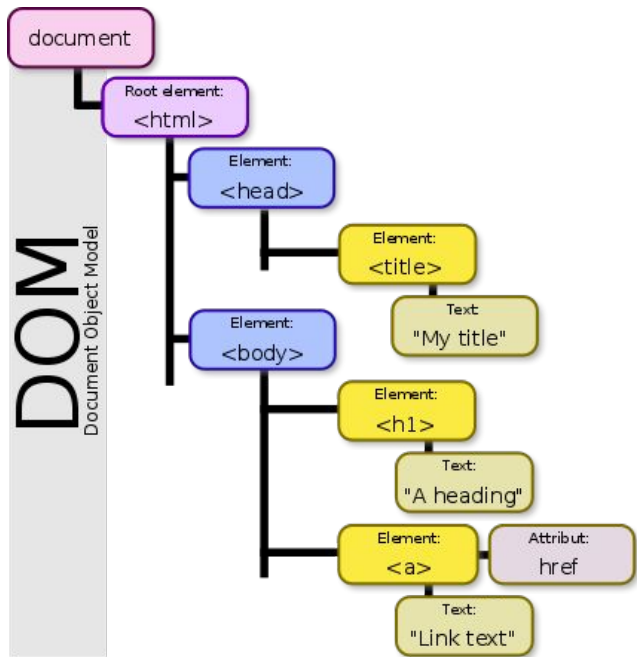 document
Root element:
<html>
Element:
<head>
Element:
<title>
Text
"My title"
Element:
<body>
Element:
<h1>
Text:
"A heading"
Element:
<a>
Attribut:
href
Text:
"Link text"
DOM
Document Object Model